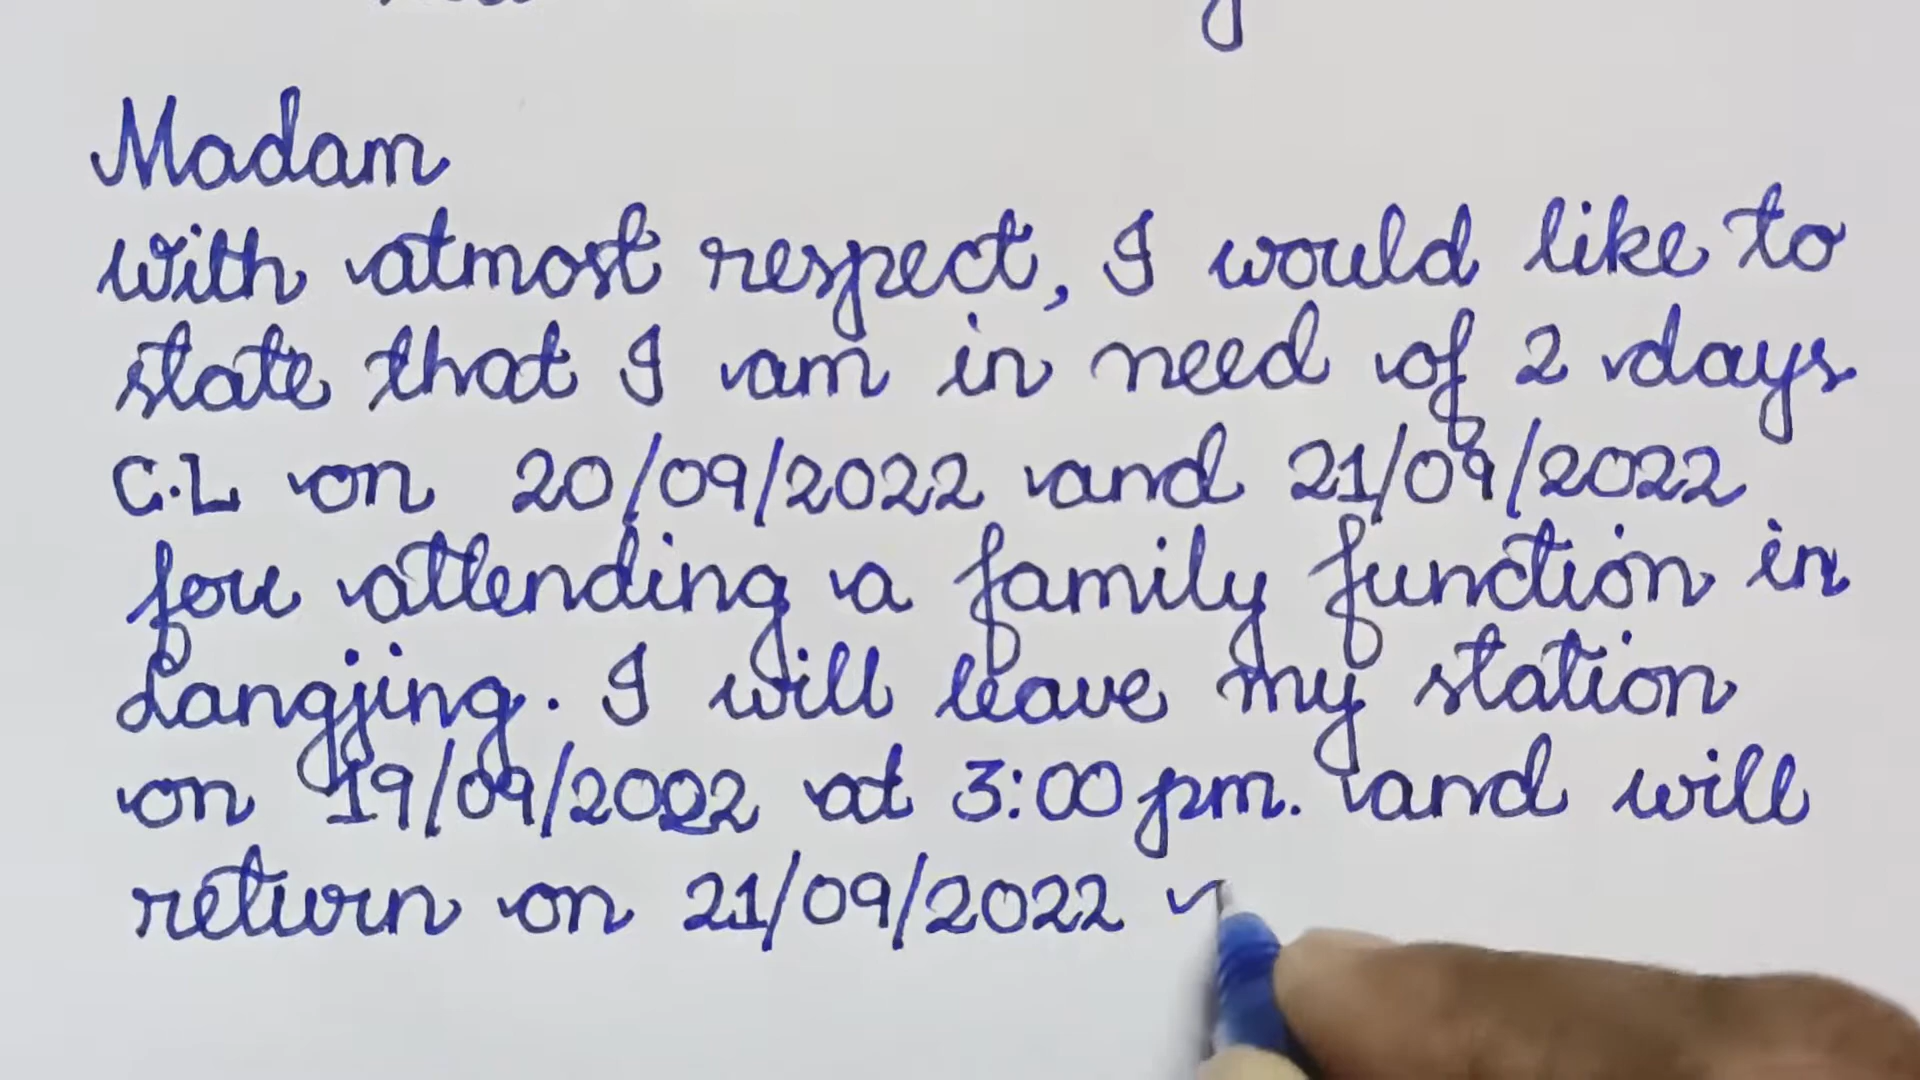 Madam
With atmost respect, I would like to
state that I am in need of 2 days
C.L on 20/09/2022 and 21/09/2022
for attending a family function in
Langjing. I will leave my station
on 19/09/2022 at 3:00 pm. and will
return on 21/09/2022